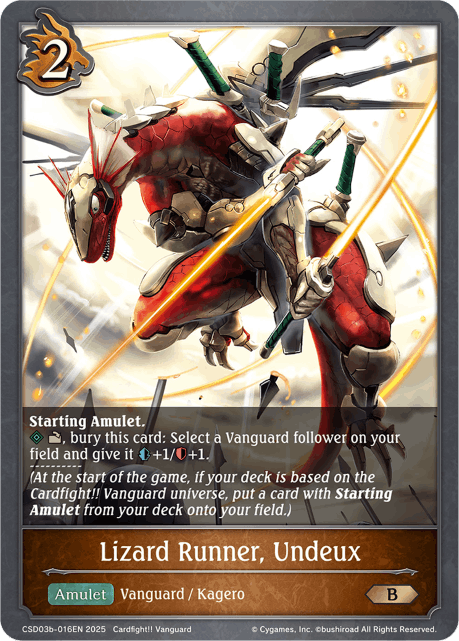 2
Starting Amulet.
, bury this card: Select a Vanguard follower on your
field and give it +1/+1.
(At the start of the game, if your deck is based on the
Cardfight!! Vanguard universe, put a card with Starting
Amulet from your deck onto your field.)
Lizard Runner, Undeux
Amulet Vanguard / Kagero B
CSD03b-016EN 2025 Cardfight!! Vanguard © Cygames, Inc. ©bushiroad All Rights Reserved.